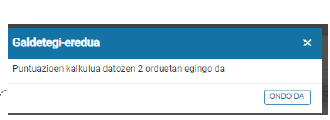 Galdetegi-eredua
Puntuazioen kalkulua datozen 2 orduetan egingo da
ONDO DA